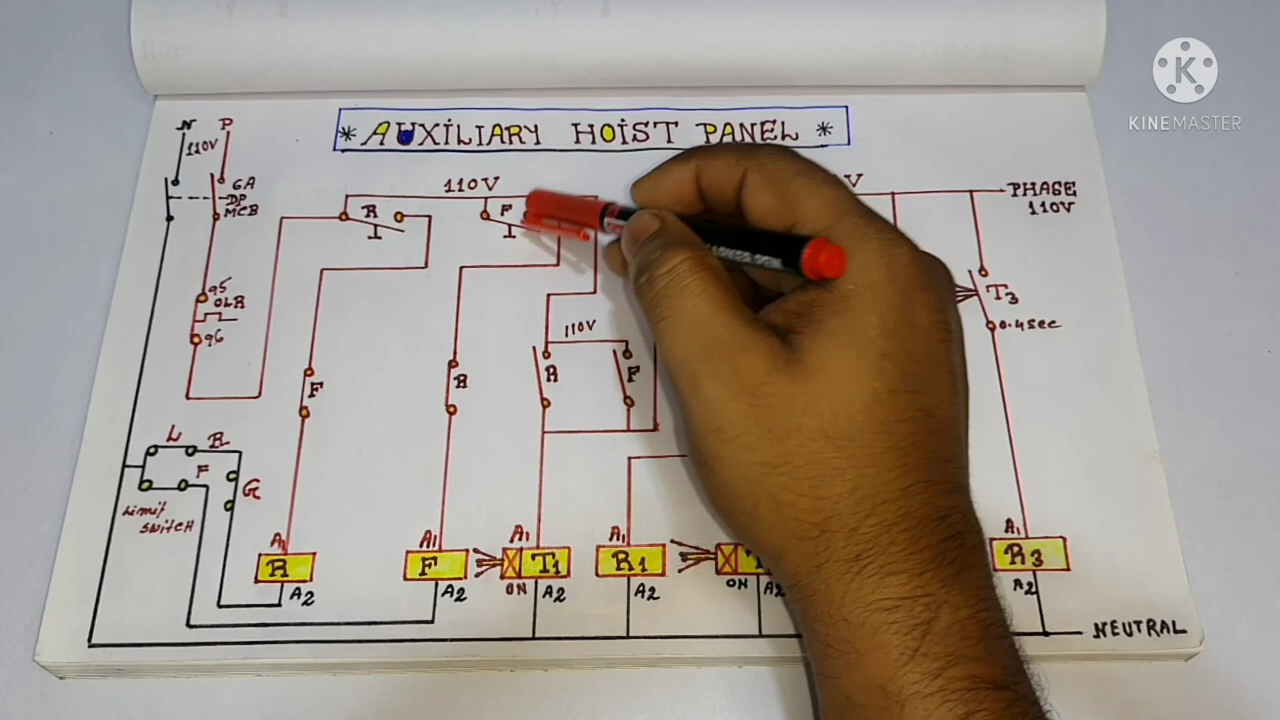 * AUXILIARY HOIST PANEL *
N P
110V
6A
DP
MCB
110V
V
PHASE
110V
R
F
95
OLR
96
T3
0.4sec
110V
F
R
R
F
L
R
F
G
Limit
SWITCH
A1
A1
A1
A1
A1
R
F
T1
R1
T
R3
A2
A2
ON
A2
A2
ON
A2
NEUTRAL
KINEMASTER